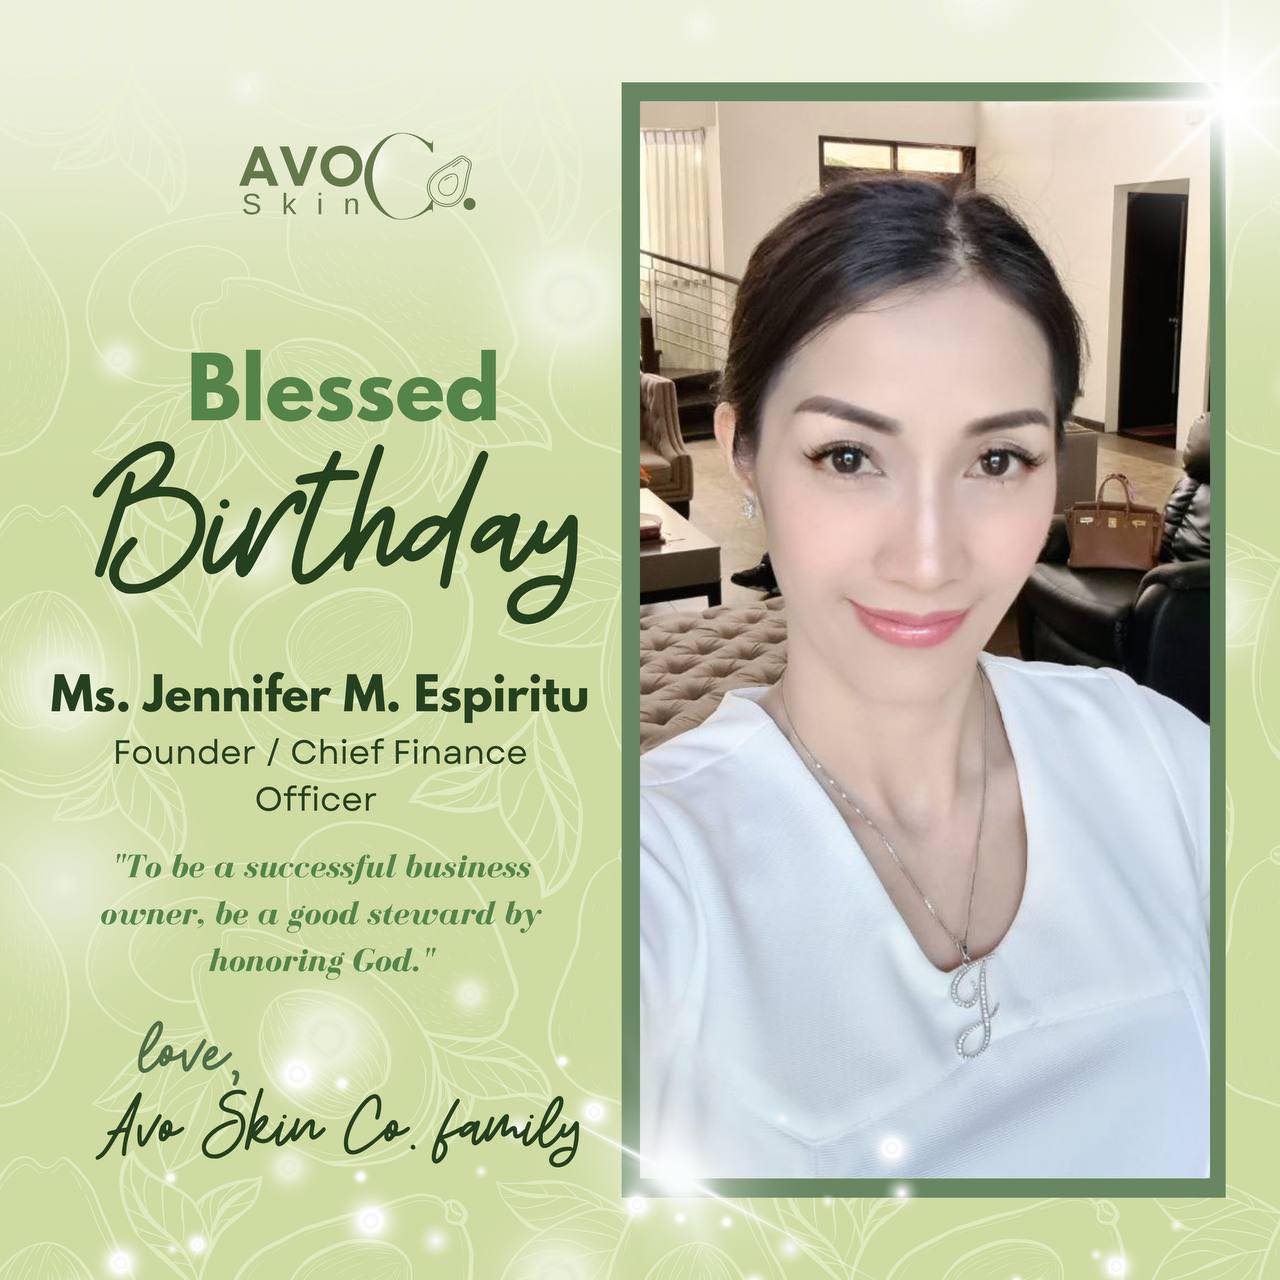 AVO Co.
Skin
Blessed
Birthday
Ms. Jennifer M. Espiritu
Founder / Chief Finance
Officer
"To be a successful business
owner, be a good steward by
honoring God."
love,
Avo Skin Co. family
J